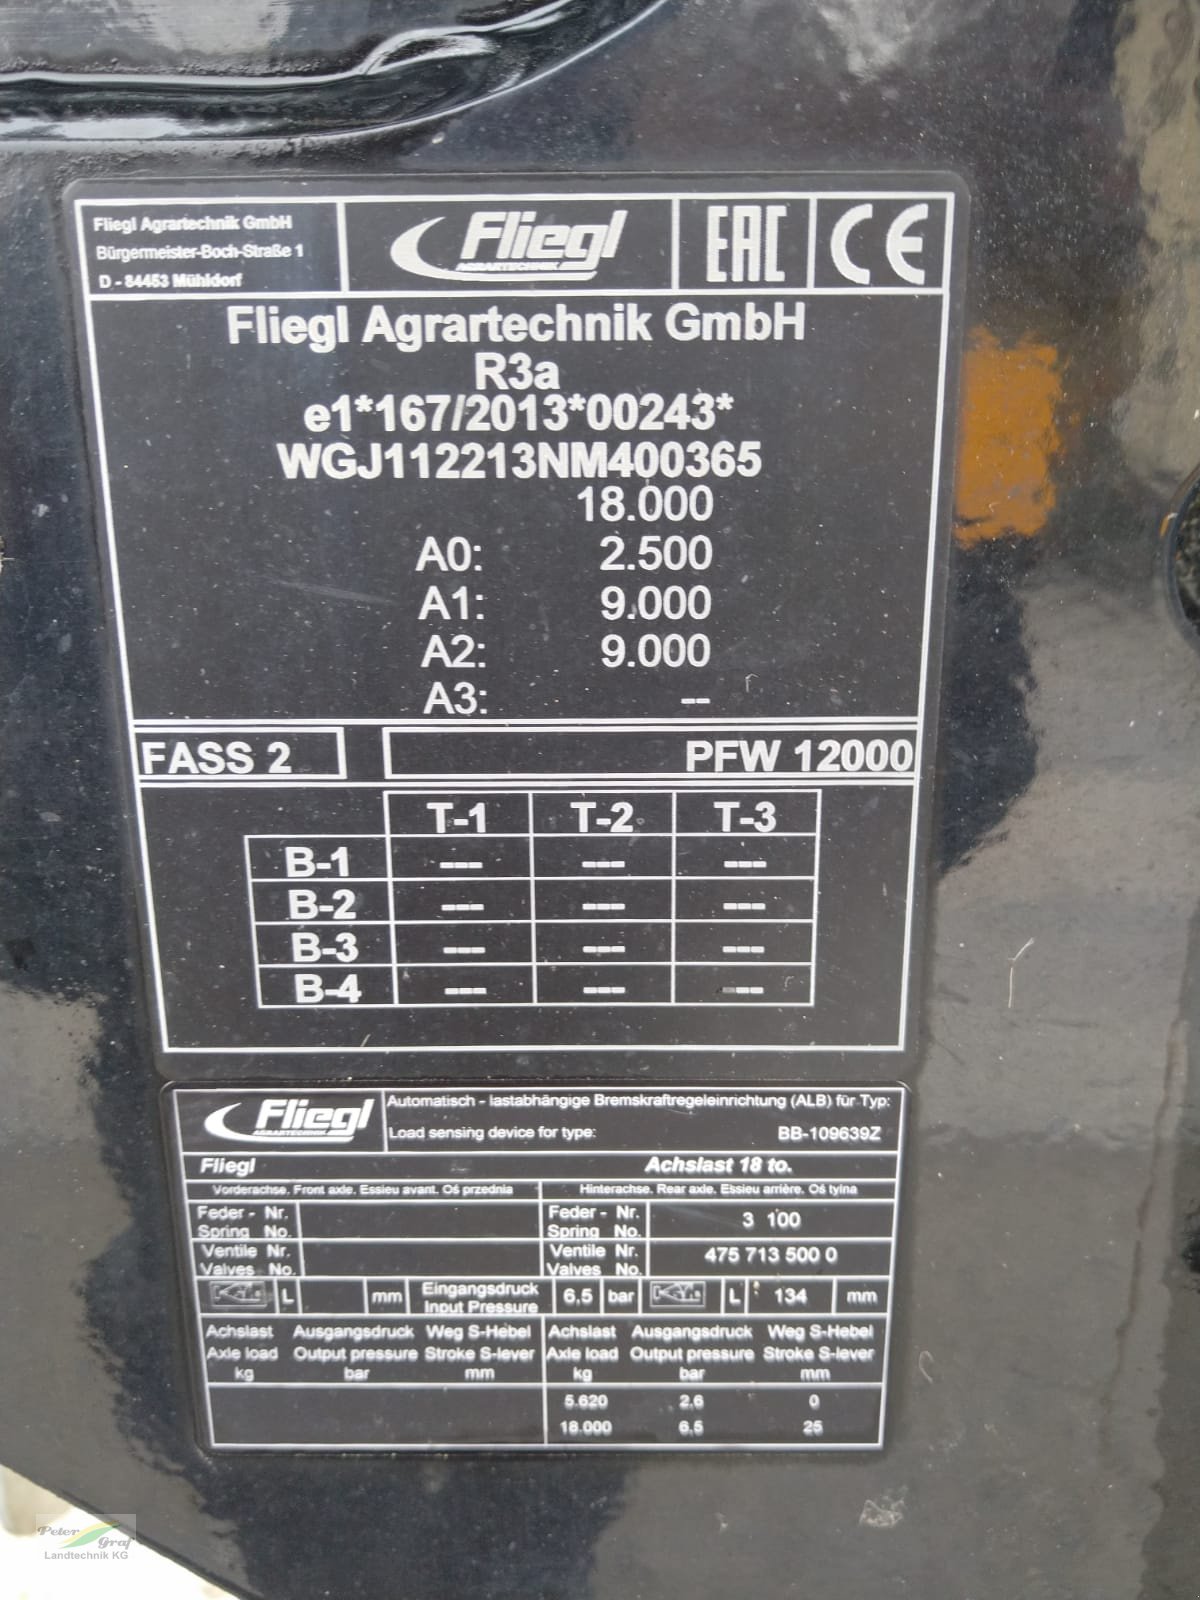 Fliegl Agrartechnik GmbH
Bürgermeister-Boch-Straße 1
D - 84453 Mühldorf
Fliegl
AGRARTECHNIK
EAC
CE
Fliegl Agrartechnik GmbH
R3a
e1*167/2013*00243*
WGJ112213NM400365
18.000
A0: 2.500
A1: 9.000
A2: 9.000
A3: --
FASS 2 PFW 12000
T-1 T-2 T-3
B-1 --- --- ---
B-2 --- --- ---
B-3 --- --- ---
B-4 --- --- ---
Fliegl
AGRARTECHNIK
Automatisch - lastabhängige Bremskraftregeleinrichtung (ALB) für Typ:
Load sensing device for type: BB-109639Z
Fliegl Achslast 18 to.
Vorderachse. Front axle. Essieu avant. Oś przednia Hinterachse. Rear axle. Essieu arrière. Oś tylna
Feder - Nr. Feder - Nr. 3 100
Spring No. Spring No.
Ventile Nr. Ventile Nr. 475 713 500 0
Valves No. Valves No.
L mm Eingangsdruck 6,5 bar L 134 mm
Input Pressure
Achslast Ausgangsdruck Weg S-Hebel Achslast Ausgangsdruck Weg S-Hebel
Axle load Output pressure Stroke S-lever Axle load Output pressure Stroke S-lever
kg bar mm kg bar mm
5.620 2.6 0
18.000 6.5 25
Peter
Graf
Landtechnik KG